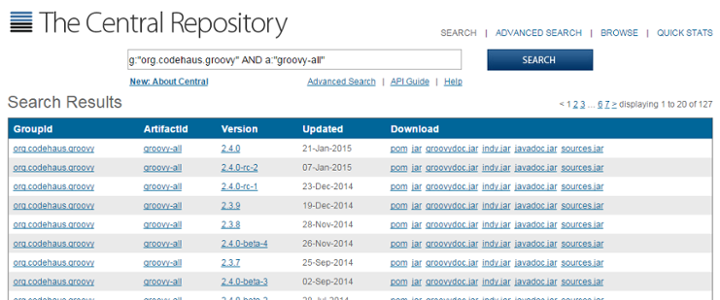 The Central Repository
SEARCH | ADVANCED SEARCH | BROWSE | QUICK STATS
g:"org.codehaus.groovy" AND a:"groovy-all" SEARCH
New: About Central Advanced Search | API Guide | Help
Search Results < 1 2 3 ... 6 7 > displaying 1 to 20 of 127
GroupId ArtifactId Version Updated Download
org.codehaus.groovy groovy-all 2.4.0 21-Jan-2015 pom jar groovydoc.jar indy.jar javadoc.jar sources.jar
org.codehaus.groovy groovy-all 2.4.0-rc-2 07-Jan-2015 pom jar groovydoc.jar indy.jar javadoc.jar sources.jar
org.codehaus.groovy groovy-all 2.4.0-rc-1 23-Dec-2014 pom jar groovydoc.jar indy.jar javadoc.jar sources.jar
org.codehaus.groovy groovy-all 2.3.9 19-Dec-2014 pom jar groovydoc.jar indy.jar javadoc.jar sources.jar
org.codehaus.groovy groovy-all 2.3.8 28-Nov-2014 pom jar groovydoc.jar indy.jar javadoc.jar sources.jar
org.codehaus.groovy groovy-all 2.4.0-beta-4 26-Nov-2014 pom jar groovydoc.jar indy.jar javadoc.jar sources.jar
org.codehaus.groovy groovy-all 2.3.7 25-Sep-2014 pom jar groovydoc.jar indy.jar javadoc.jar sources.jar
org.codehaus.groovy groovy-all 2.4.0-beta-3 02-Sep-2014 pom jar groovydoc.jar indy.jar javadoc.jar sources.jar